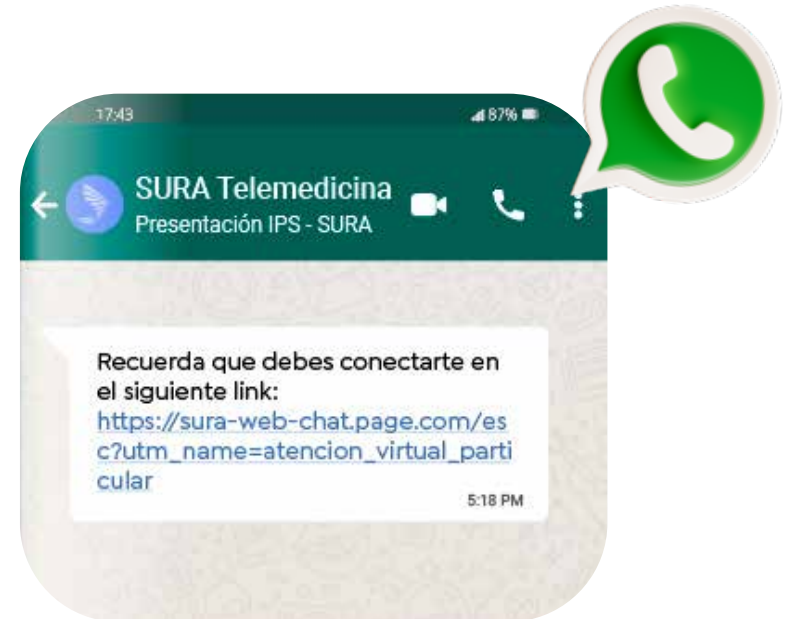 17:43
87%
SURA Telemedicina
Presentación IPS - SURA
Recuerda que debes conectarte en
el siguiente link:
https://sura-web-chat.page.com/es
c?utm_name=atencion_virtual_parti
cular
5:18 PM